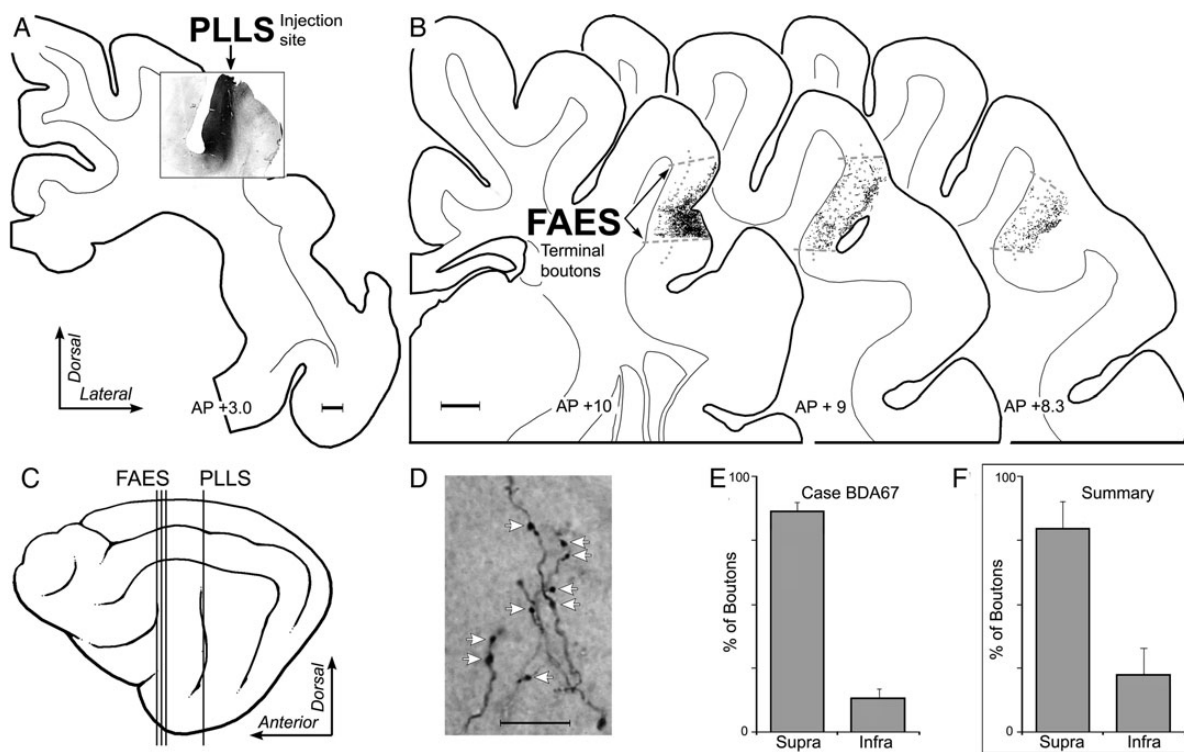 A
PLLS
Injection
site
Dorsal
Lateral
AP +3.0
B
FAES
Terminal
boutons
AP +10
AP + 9
AP +8.3
C
FAES
PLLS
Dorsal
Anterior
D
E
100
Case BDA67
% of Boutons
0
Supra
Infra
F
100
Summary
% of Boutons
0
Supra
Infra